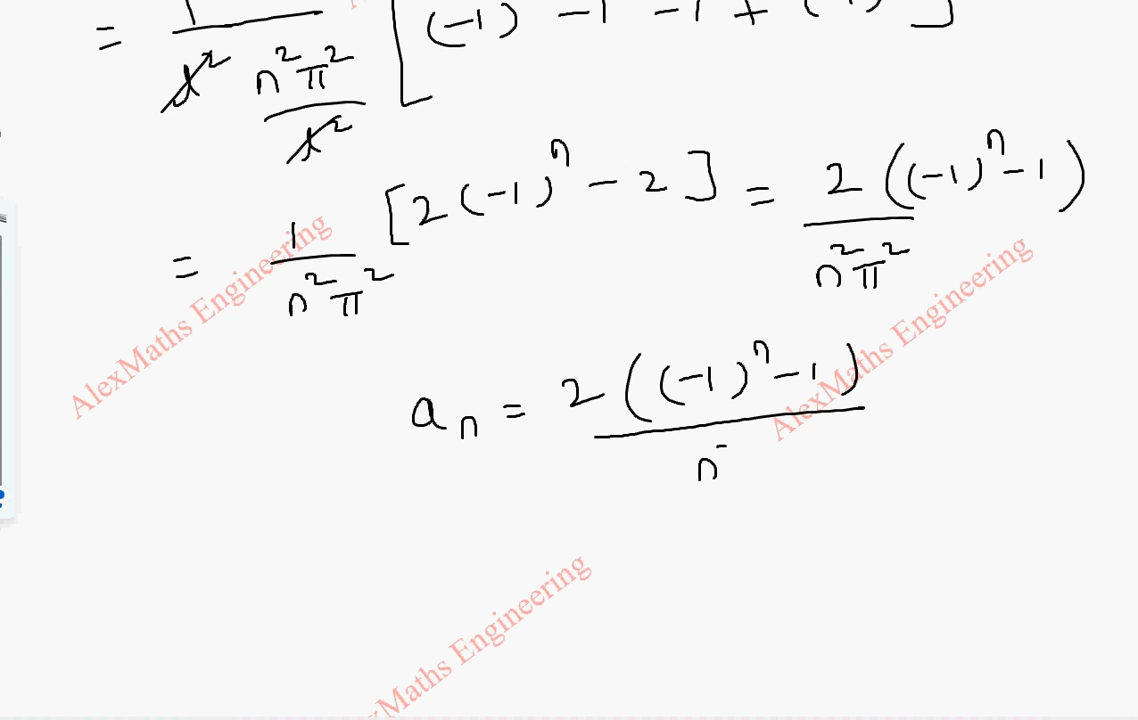 = 1/(l² n²π²/l²) [(-1) - 1 - 1 + (-1) ]
= 1/(n²π²) [2(-1)ⁿ - 2] = 2((-1)ⁿ - 1)/(n²π²)
aₙ = 2((-1)ⁿ - 1)/n
AlexMaths Engineering
AlexMaths Engineering
AlexMaths Engineering